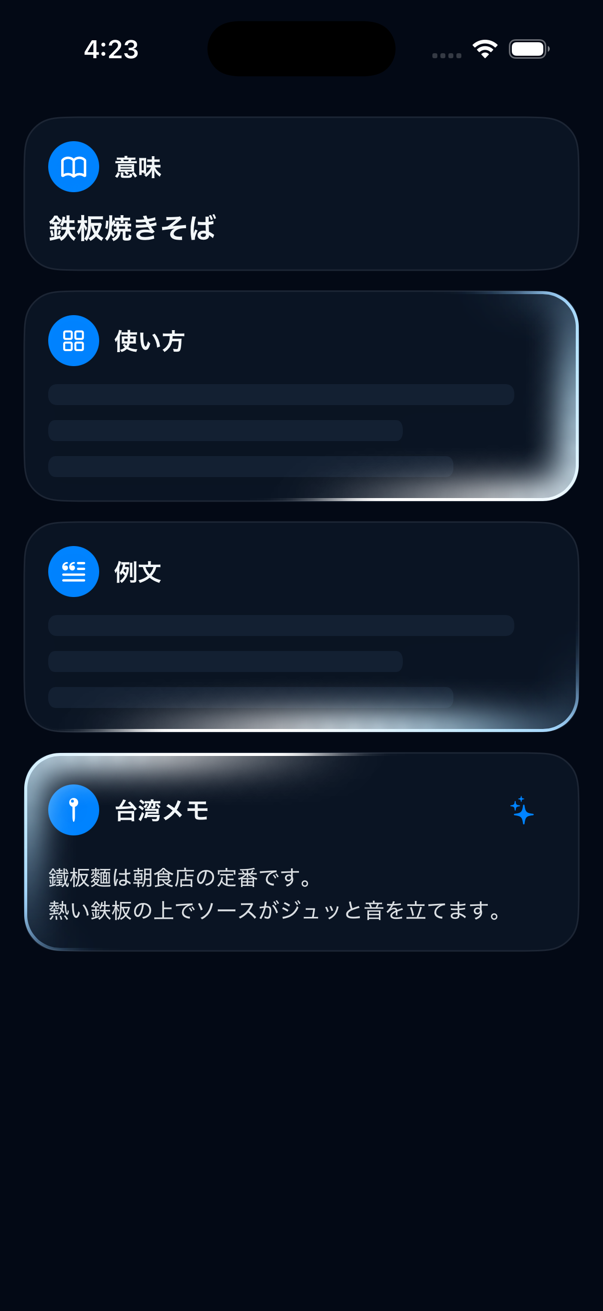 4:23
意味
鉄板焼きそば
使い方
例文
台湾メモ
鐵板麵は朝食店の定番です。
熱い鉄板の上でソースがジュッと音を立てます。